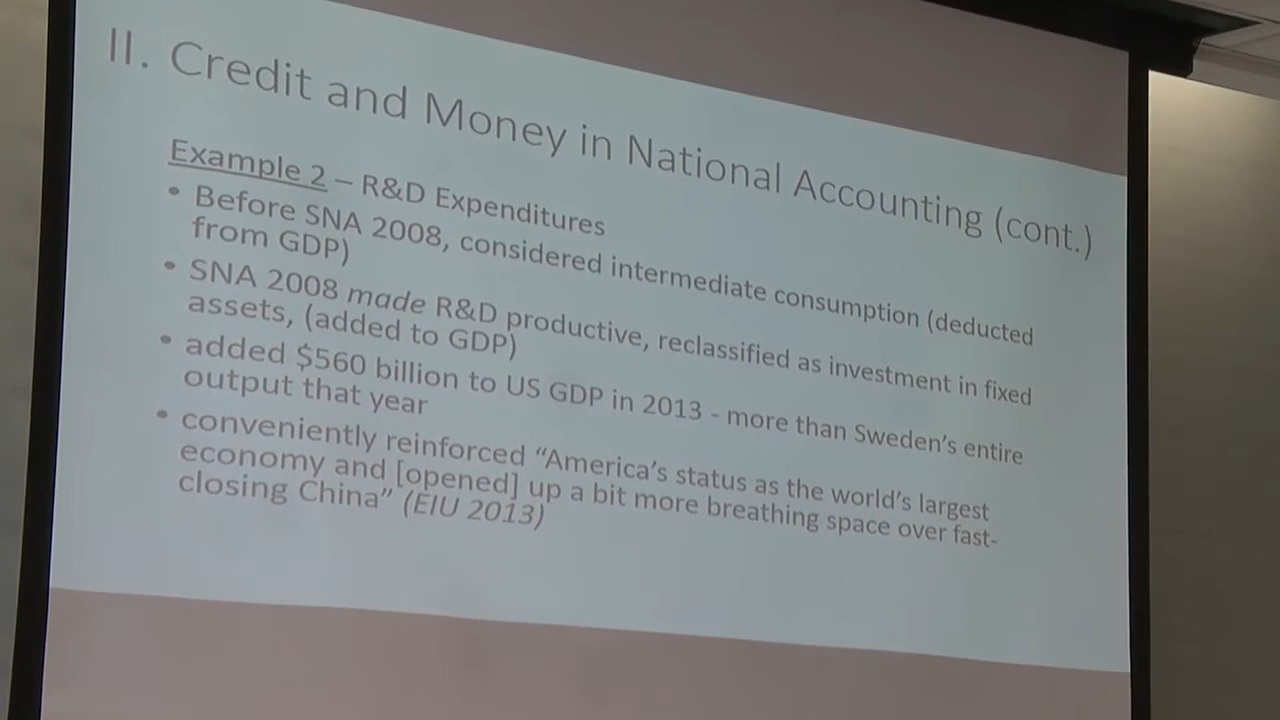 II. Credit and Money in National Accounting (cont.)
Example 2 – R&D Expenditures
• Before SNA 2008, considered intermediate consumption (deducted
from GDP)
• SNA 2008 made R&D productive, reclassified as investment in fixed
assets, (added to GDP)
• added $560 billion to US GDP in 2013 - more than Sweden’s entire
output that year
• conveniently reinforced “America’s status as the world’s largest
economy and [opened] up a bit more breathing space over fast-
closing China” (EIU 2013)